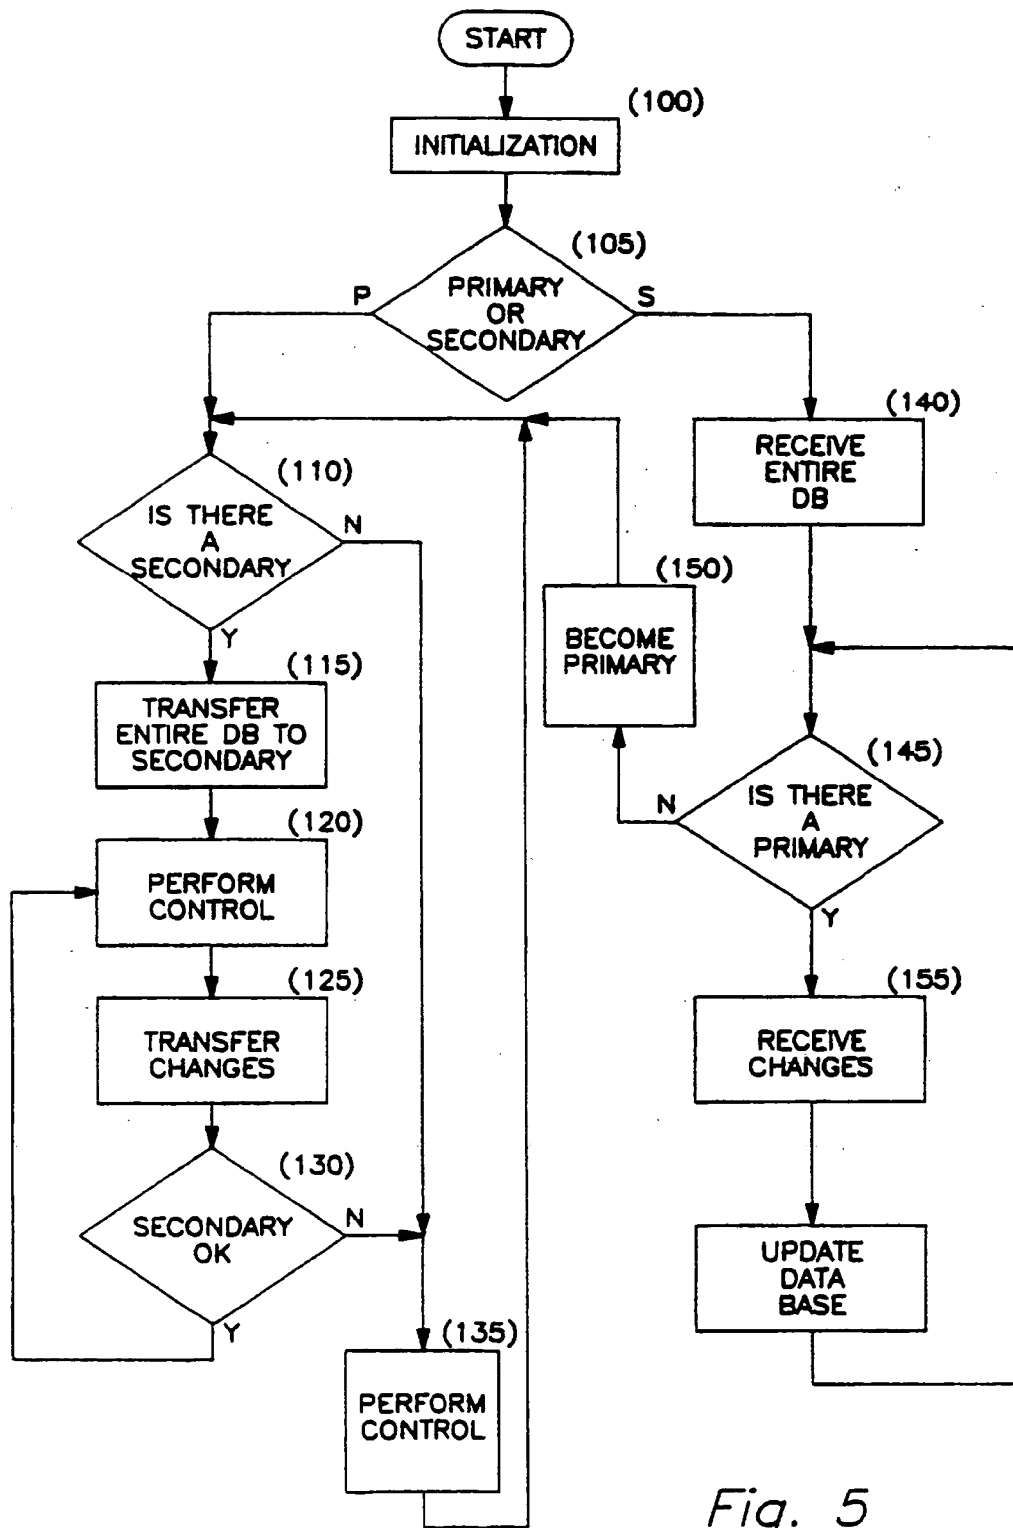 START
(100)
INITIALIZATION
(105)
P
PRIMARY
OR
SECONDARY
S
(110)
IS THERE
A
SECONDARY
N
Y
(115)
TRANSFER
ENTIRE DB TO
SECONDARY
(120)
PERFORM
CONTROL
(125)
TRANSFER
CHANGES
(130)
SECONDARY
OK
N
Y
(135)
PERFORM
CONTROL
(140)
RECEIVE
ENTIRE
DB
(150)
BECOME
PRIMARY
(145)
N
IS THERE
A
PRIMARY
Y
(155)
RECEIVE
CHANGES
UPDATE
DATA
BASE
Fig. 5